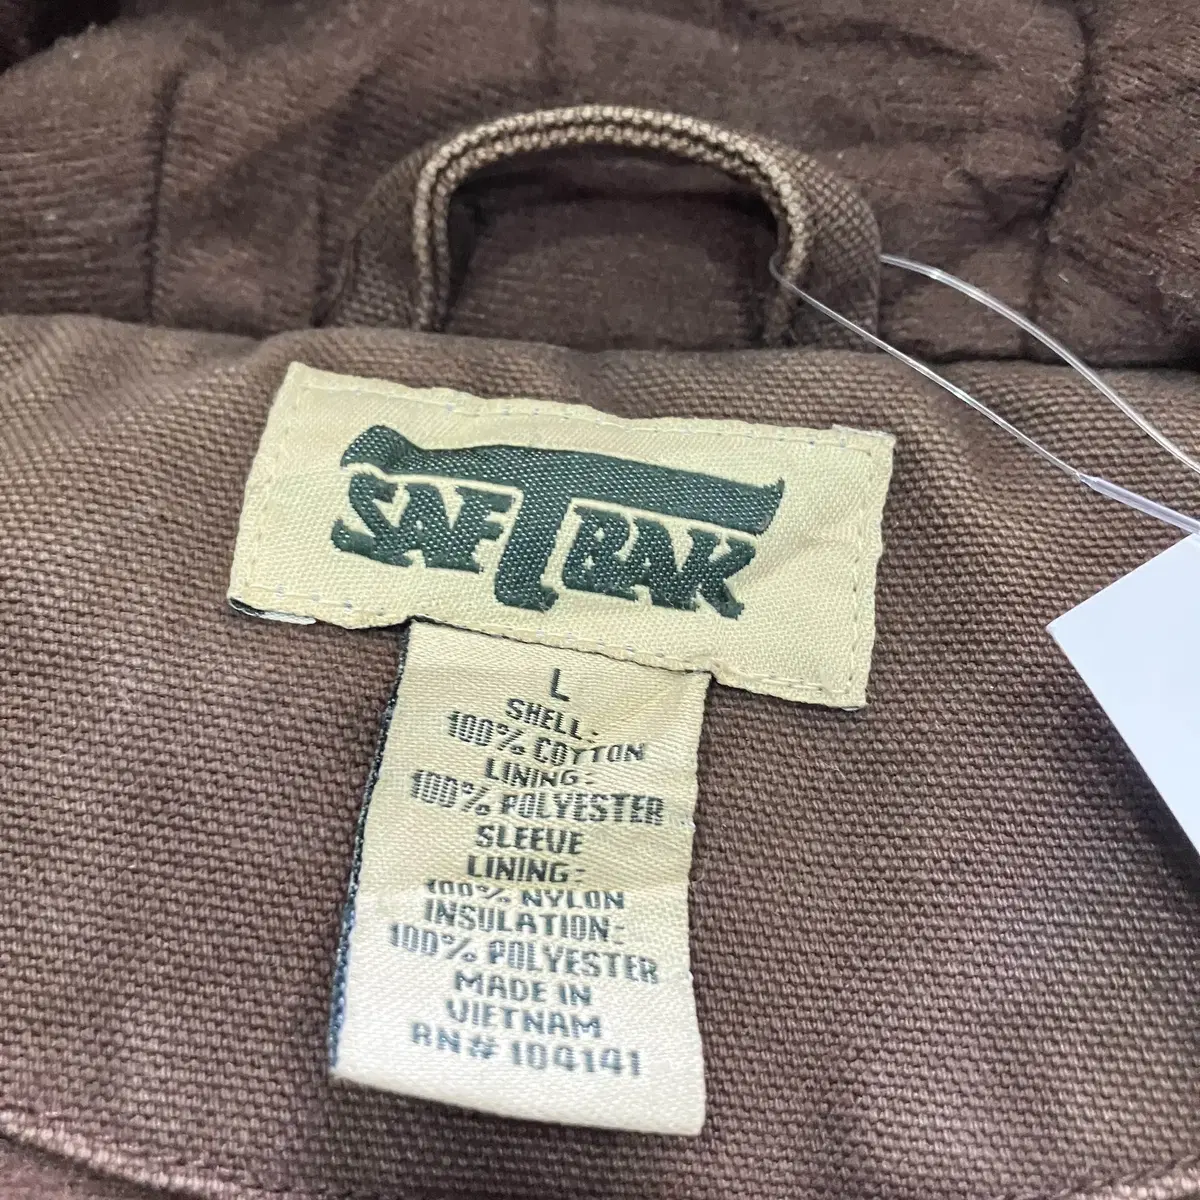 SAFTBAK
L
SHELL:
100% COTTON
LINING:
100% POLYESTER
SLEEVE
LINING:
100% NYLON
INSULATION:
100% POLYESTER
MADE IN
VIETNAM
RN# 104141